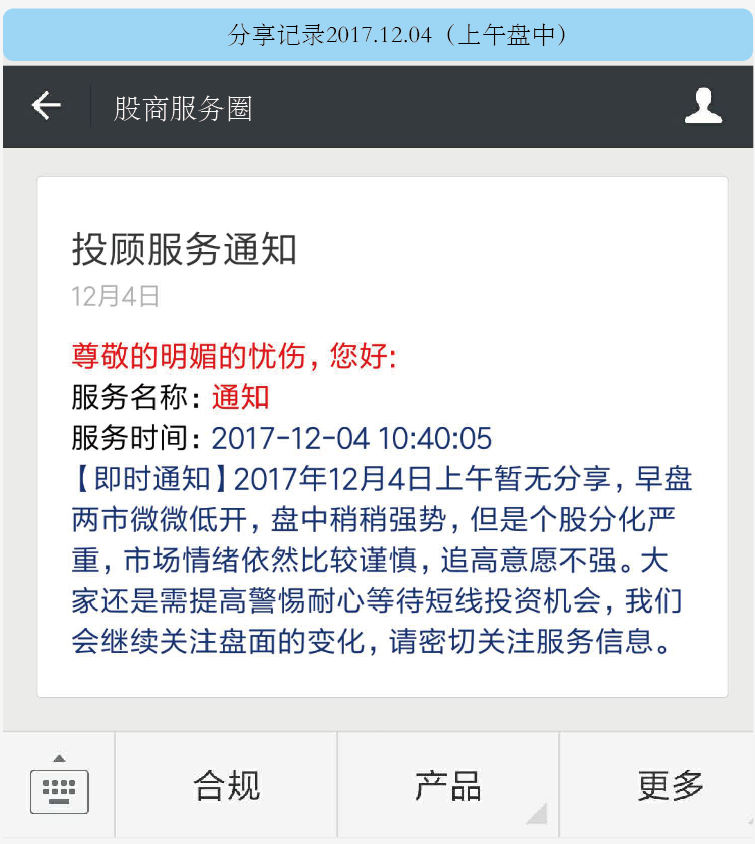 分享记录2017.12.04（上午盘中）
股商服务圈
投顾服务通知
12月4日
尊敬的明媚的忧伤，您好：
服务名称：通知
服务时间：2017-12-04 10:40:05
【即时通知】2017年12月4日上午暂无分享，早盘
两市微微低开，盘中稍稍强势，但是个股分化严
重，市场情绪依然比较谨慎，追高意愿不强。大
家还是需提高警惕耐心等待短线投资机会，我们
会继续关注盘面的变化，请密切关注服务信息。
合规
产品
更多